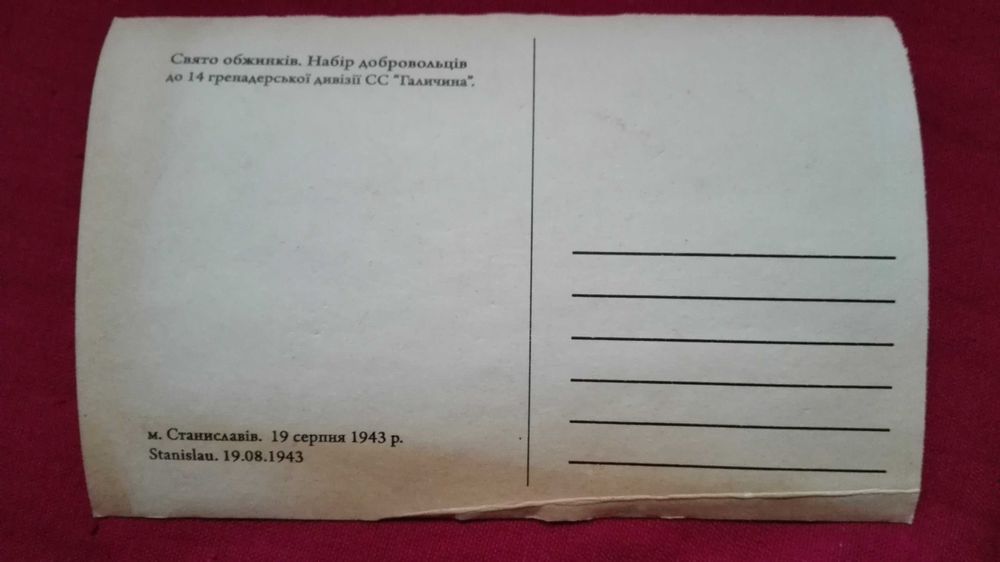 Свято обжинків. Набір добровольців
до 14 гренадерської дивізії СС "Галичина".
м. Станиславів. 19 серпня 1943 р.
Stanislau. 19.08.1943